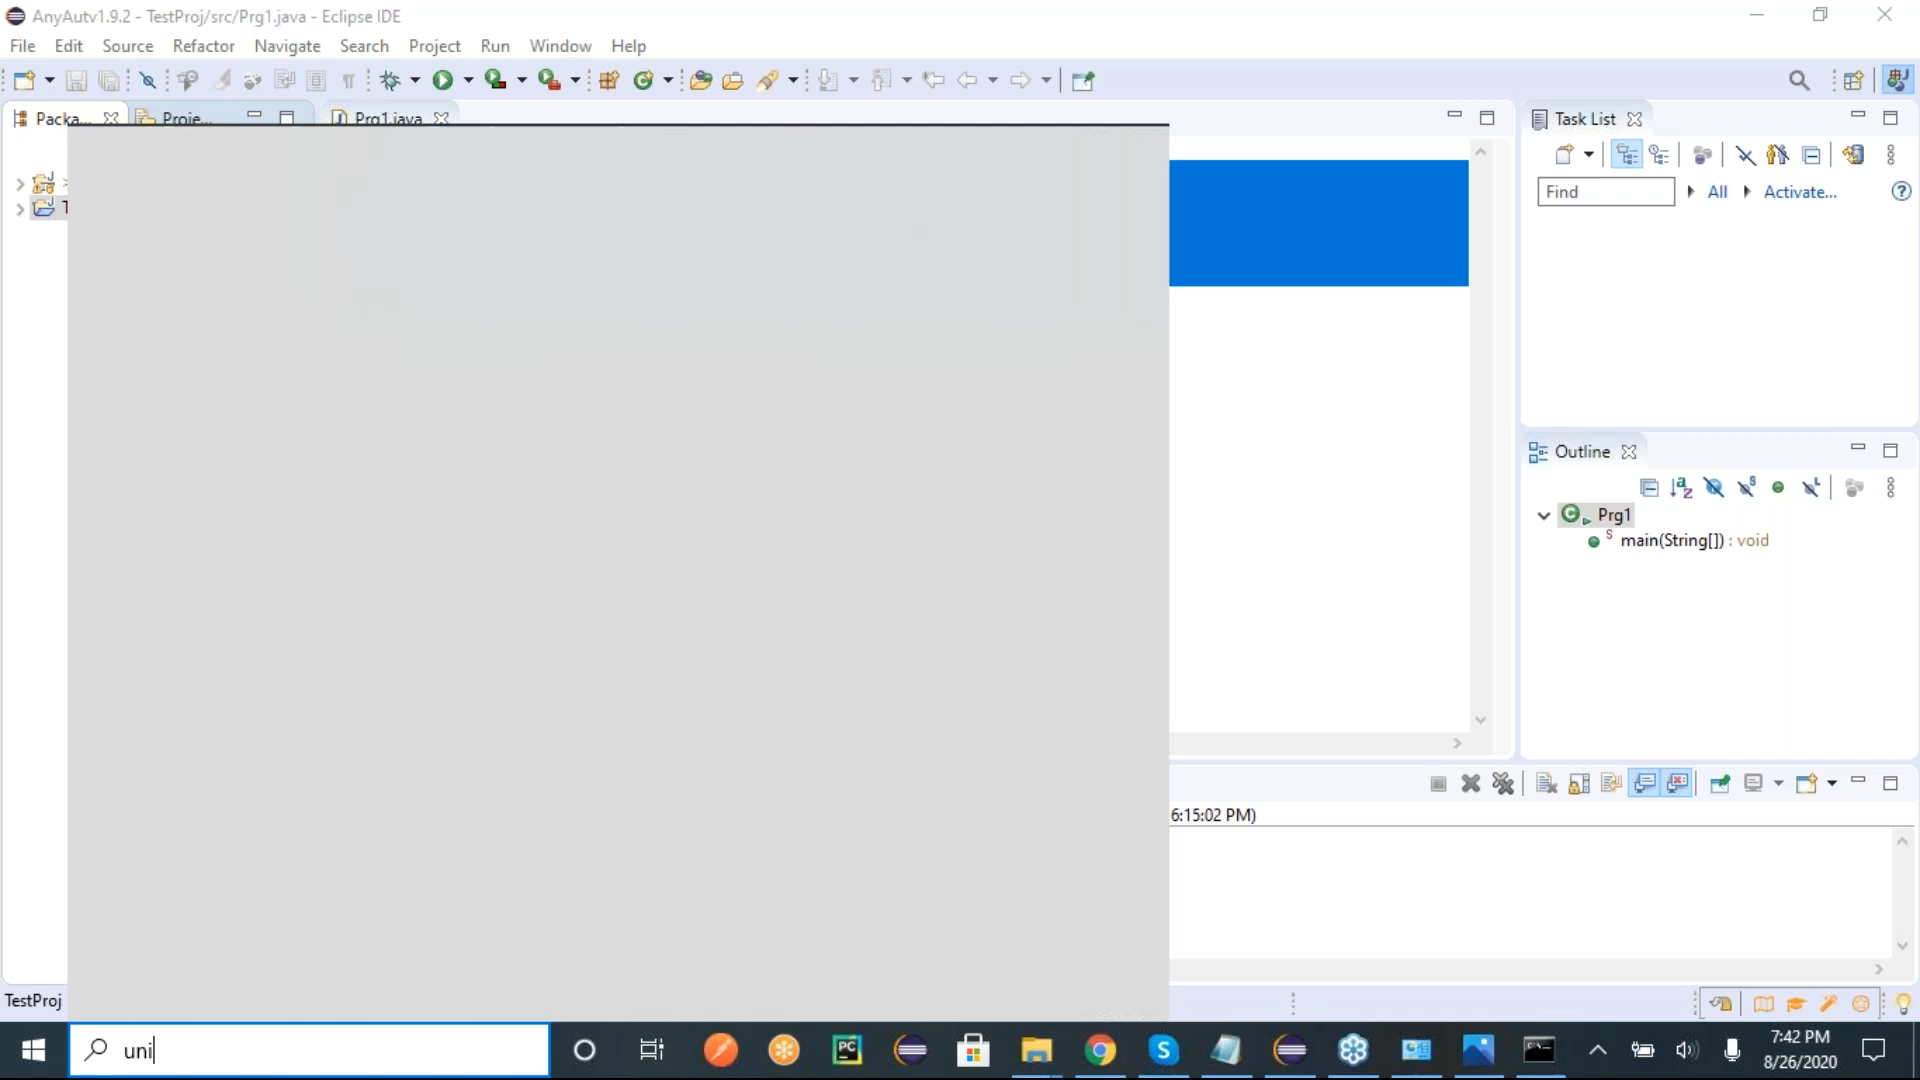 AnyAutv1.9.2 - TestProj/src/Prg1.java - Eclipse IDE
File Edit Source Refactor Navigate Search Project Run Window Help
Packa... Proje... Prg1.java
Task List
Find All Activate...
Outline
Prg1
main(String[]) : void
6:15:02 PM)
TestProj
uni
7:42 PM
8/26/2020